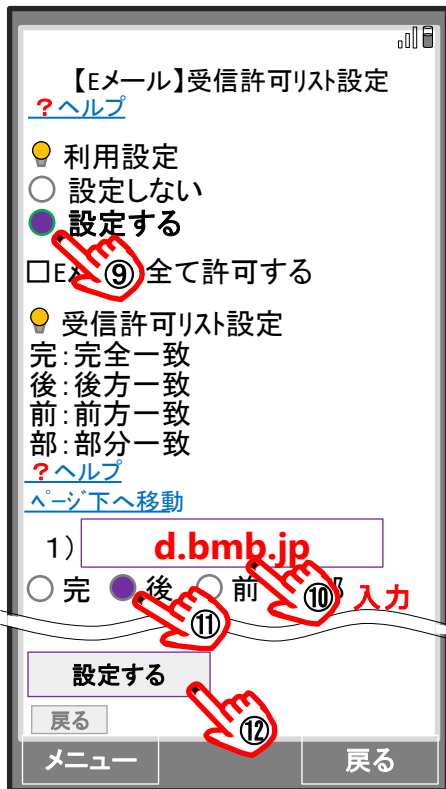 【Eメール】受信許可リスト設定
?ヘルプ
利用設定
設定しない
設定する
□Eメ ⑨ 全て許可する
受信許可リスト設定
完:完全一致
後:後方一致
前:前方一致
部:部分一致
?ヘルプ
ページ下へ移動
1) d.bmb.jp
完 後 前 部
⑩ 入力
⑪
設定する
⑫
戻る
メニュー 戻る